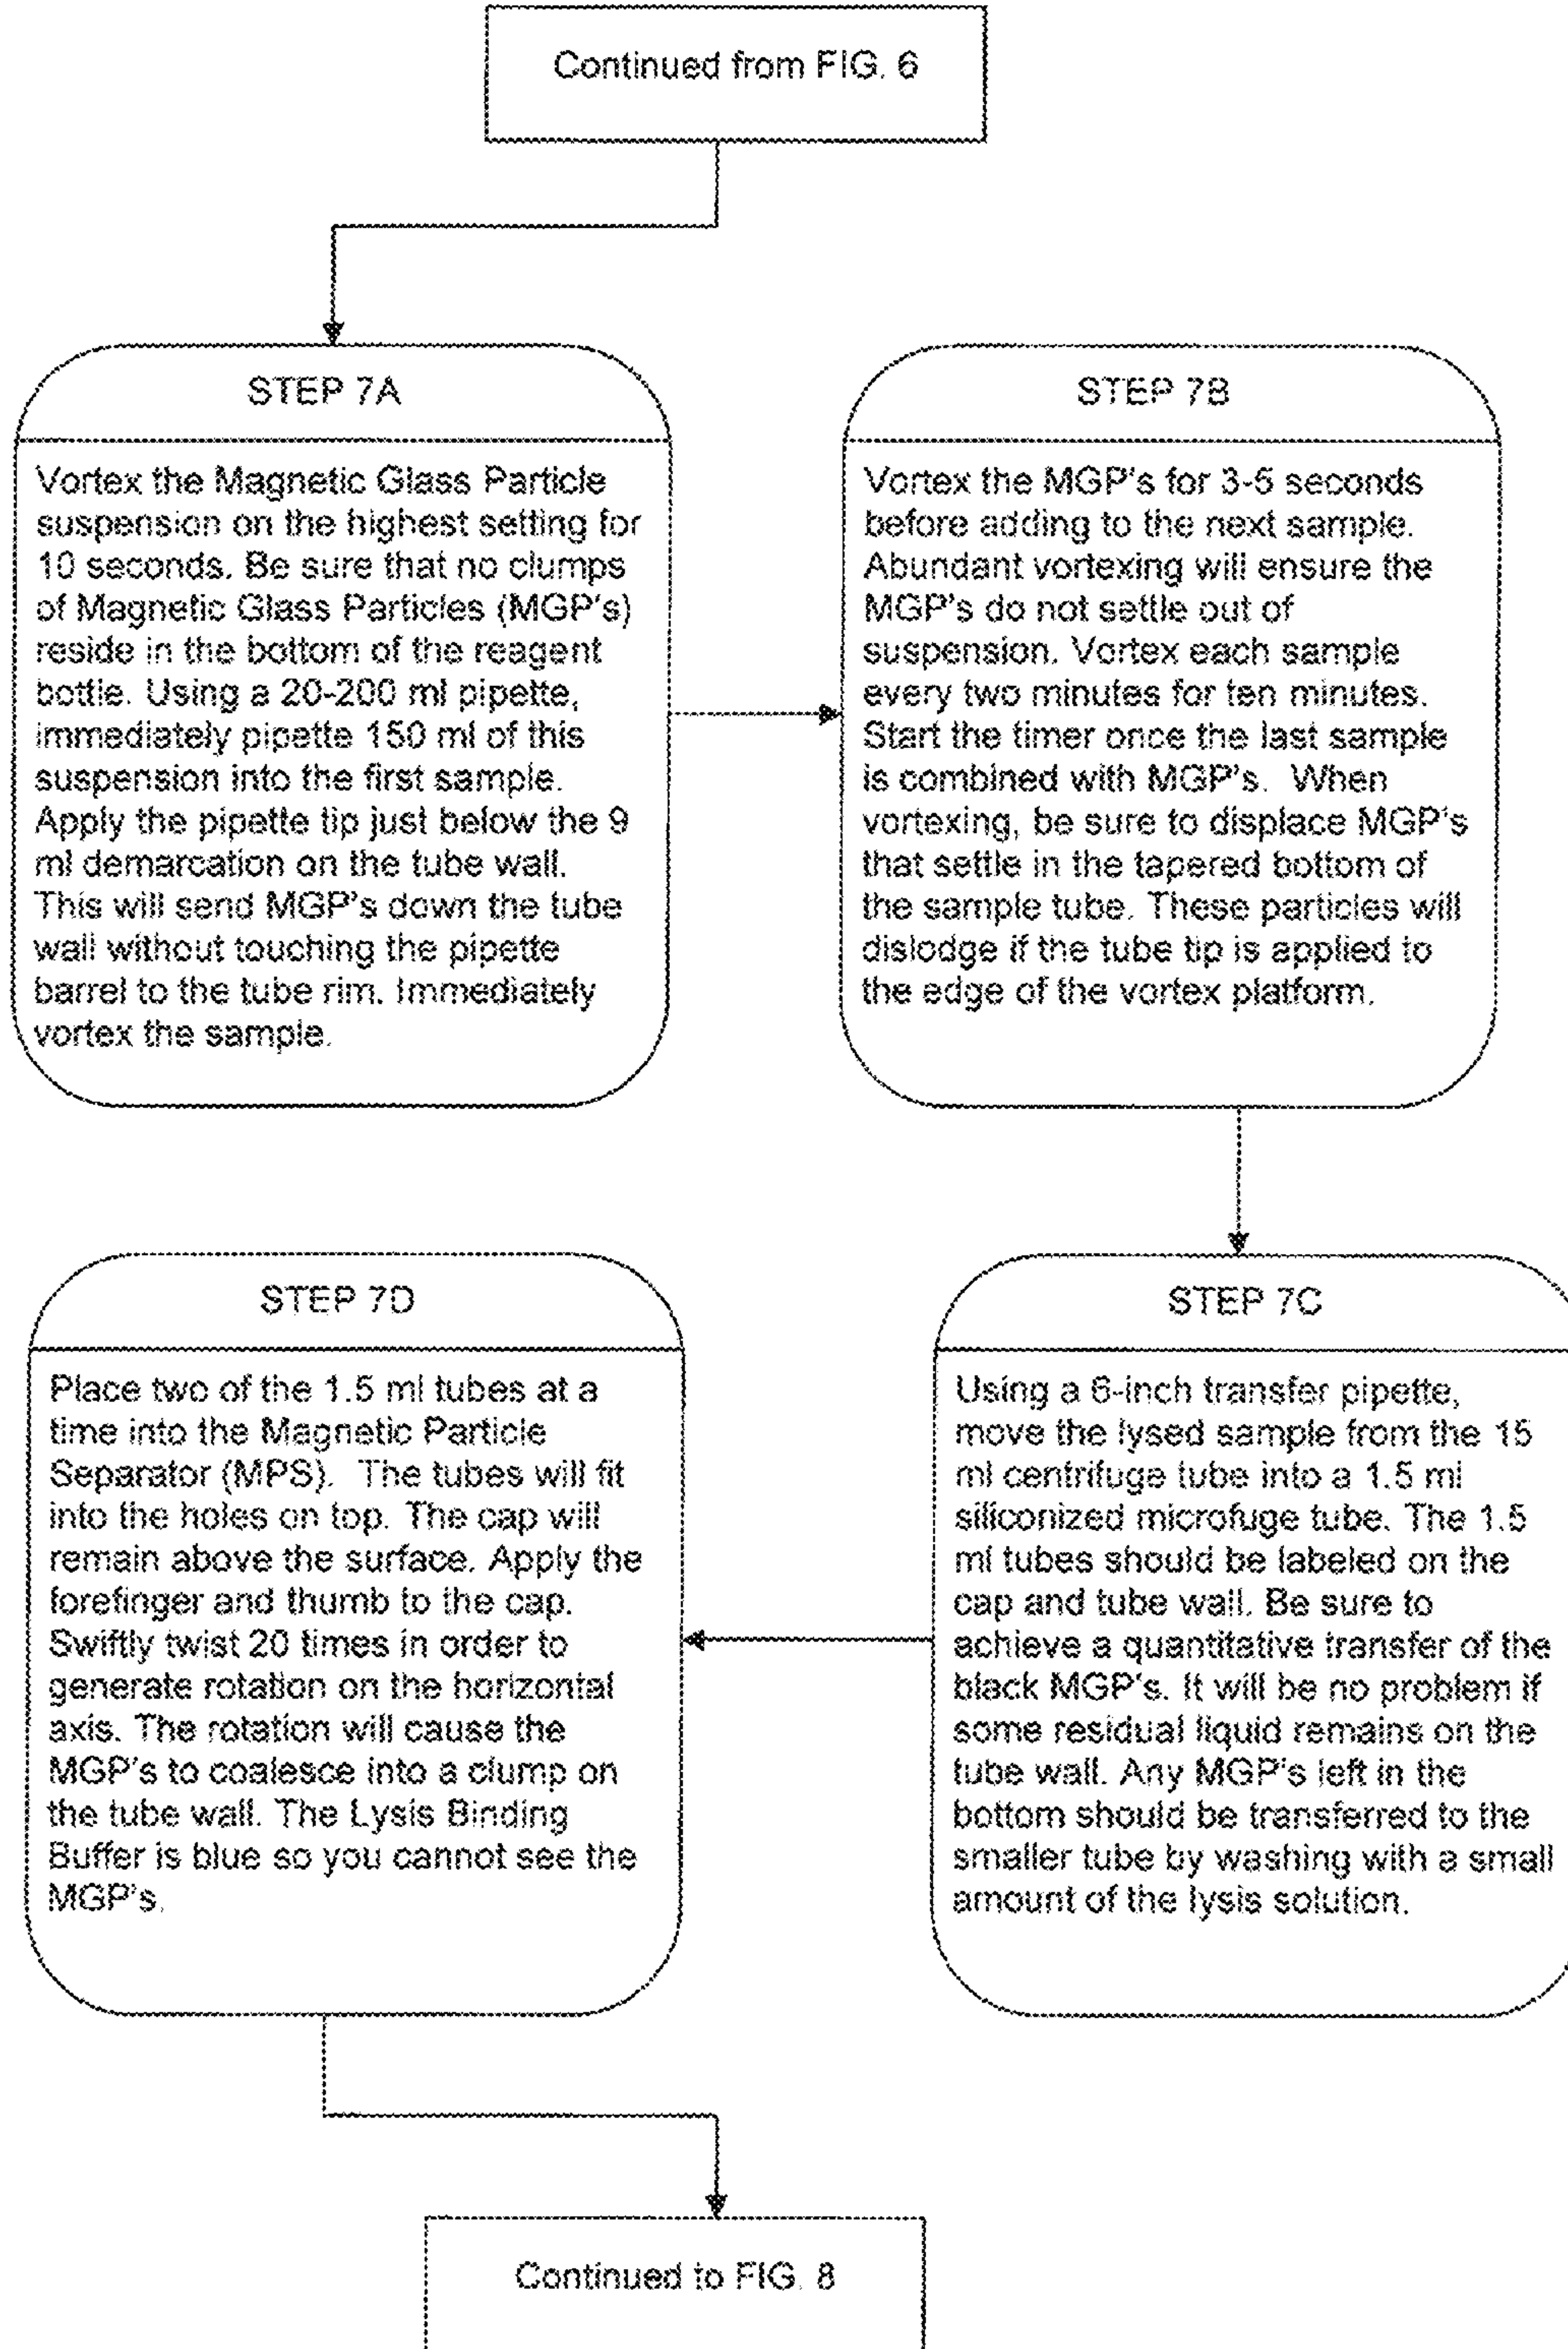 Continued from FIG. 6
STEP 7A
Vortex the Magnetic Glass Particle
suspension on the highest setting for
10 seconds. Be sure that no clumps
of Magnetic Glass Particles (MGP's)
reside in the bottom of the reagent
bottle. Using a 20-200 ml pipette,
immediately pipette 150 ml of this
suspension into the first sample.
Apply the pipette tip just below the 9
ml demarcation on the tube wall.
This will send MGP's down the tube
wall without touching the pipette
barrel to the tube rim. Immediately
vortex the sample.
STEP 7B
Vortex the MGP's for 3-5 seconds
before adding to the next sample.
Abundant vortexing will ensure the
MGP's do not settle out of
suspension. Vortex each sample
every two minutes for ten minutes.
Start the timer once the last sample
is combined with MGP's.  When
vortexing, be sure to displace MGP's
that settle in the tapered bottom of
the sample tube. These particles will
dislodge if the tube tip is applied to
the edge of the vortex platform.
STEP 7C
Using a 6-inch transfer pipette,
move the lysed sample from the 15
ml centrifuge tube into a 1.5 ml
siliconized microfuge tube. The 1.5
ml tubes should be labeled on the
cap and tube wall. Be sure to
achieve a quantitative transfer of the
black MGP's. It will be no problem if
some residual liquid remains on the
tube wall. Any MGP's left in the
bottom should be transferred to the
smaller tube by washing with a small
amount of the lysis solution.
STEP 7D
Place two of the 1.5 ml tubes at a
time into the Magnetic Particle
Separator (MPS).  The tubes will fit
into the holes on top. The cap will
remain above the surface. Apply the
forefinger and thumb to the cap.
Swiftly twist 20 times in order to
generate rotation on the horizontal
axis. The rotation will cause the
MGP's to coalesce into a clump on
the tube wall. The Lysis Binding
Buffer is blue so you cannot see the
MGP's.
Continued to FIG. 8